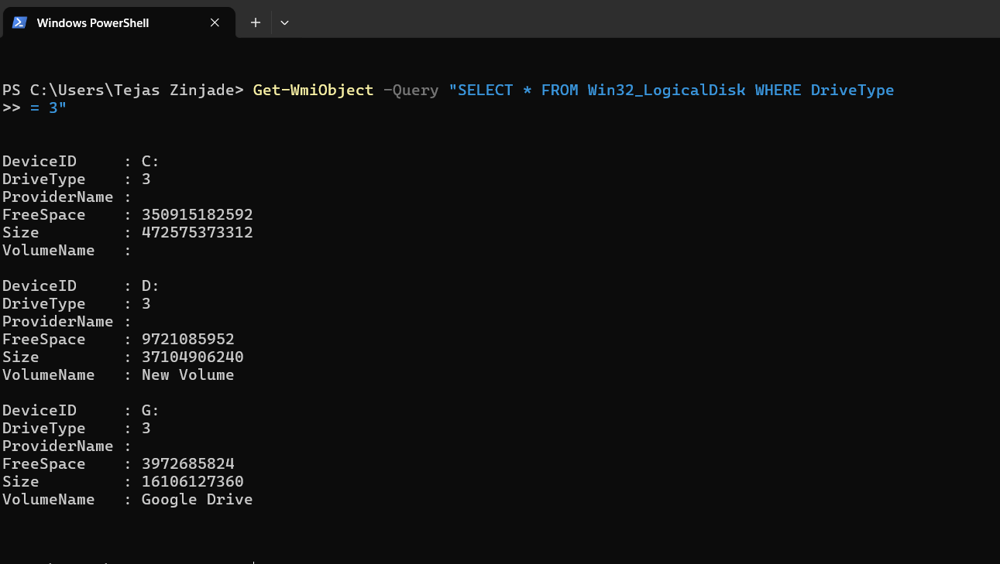 Windows PowerShell
PS C:\Users\Tejas Zinjade> Get-WmiObject -Query "SELECT * FROM Win32_LogicalDisk WHERE DriveType
>> = 3"
DeviceID     : C:
DriveType    : 3
ProviderName :
FreeSpace    : 350915182592
Size         : 472575373312
VolumeName   :
DeviceID     : D:
DriveType    : 3
ProviderName :
FreeSpace    : 9721085952
Size         : 37104906240
VolumeName   : New Volume
DeviceID     : G:
DriveType    : 3
ProviderName :
FreeSpace    : 3972685824
Size         : 16106127360
VolumeName   : Google Drive